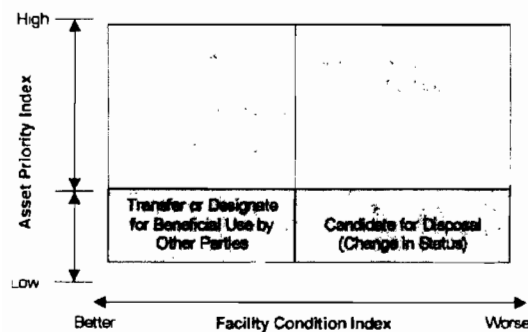 High
Asset Priority Index
Transfer or Designate
for Beneficial Use by
Other Parties
Candidate for Disposal
(Change in Status)
Low
Better
Facility Condition Index
Worse